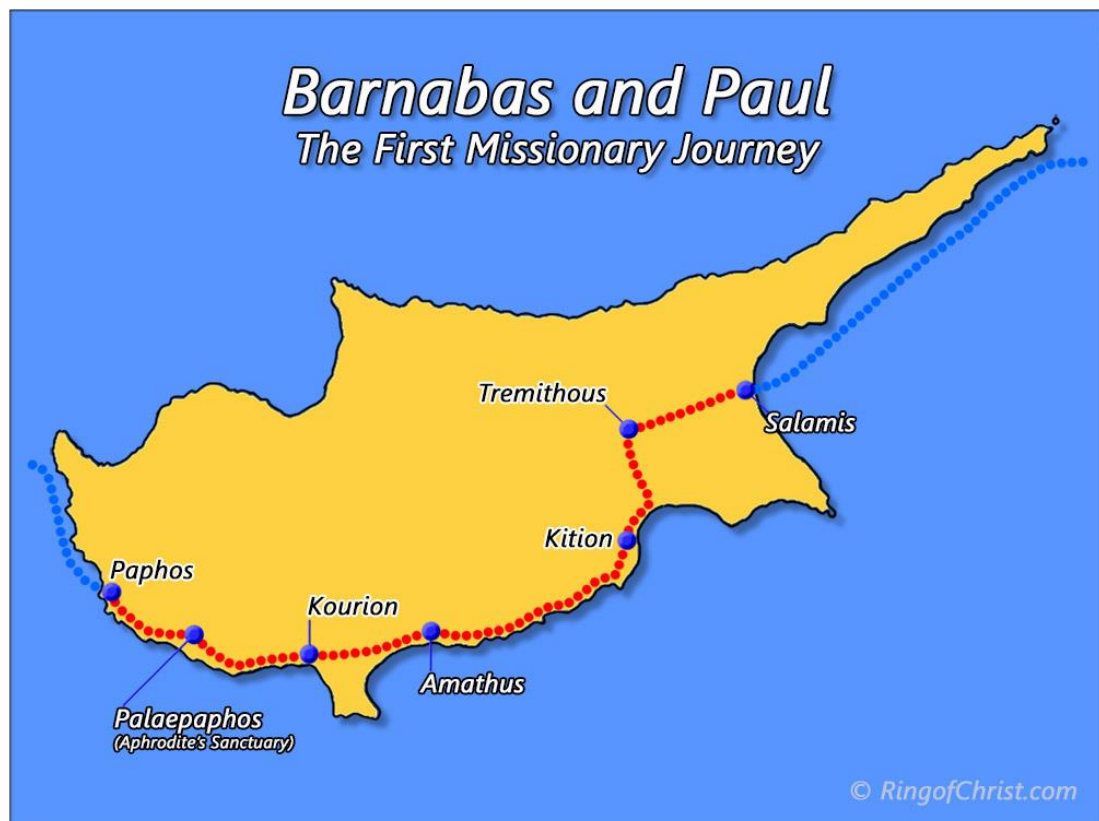 Barnabas and Paul
The First Missionary Journey
Tremithous
Salamis
Kition
Paphos
Kourion
Amathus
Palaepaphos
(Aphrodite's Sanctuary)
© RingofChrist.com